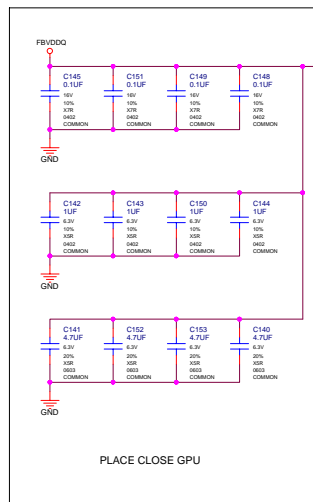 FBVDDQ
C145 C151 C149 C148
0.1UF 0.1UF 0.1UF 0.1UF
16V 16V 16V 16V
10% 10% 10% 10%
X7R X7R X7R X7R
0402 0402 0402 0402
COMMON COMMON COMMON COMMON
GND
C142 C143 C150 C144
1UF 1UF 1UF 1UF
6.3V 6.3V 6.3V 6.3V
10% 10% 10% 10%
X5R X5R X5R X5R
0402 0402 0402 0402
COMMON COMMON COMMON COMMON
GND
C141 C152 C153 C140
4.7UF 4.7UF 4.7UF 4.7UF
6.3V 6.3V 6.3V 6.3V
20% 20% 20% 20%
X5R X5R X5R X5R
0603 0603 0603 0603
COMMON COMMON COMMON COMMON
GND
PLACE CLOSE GPU